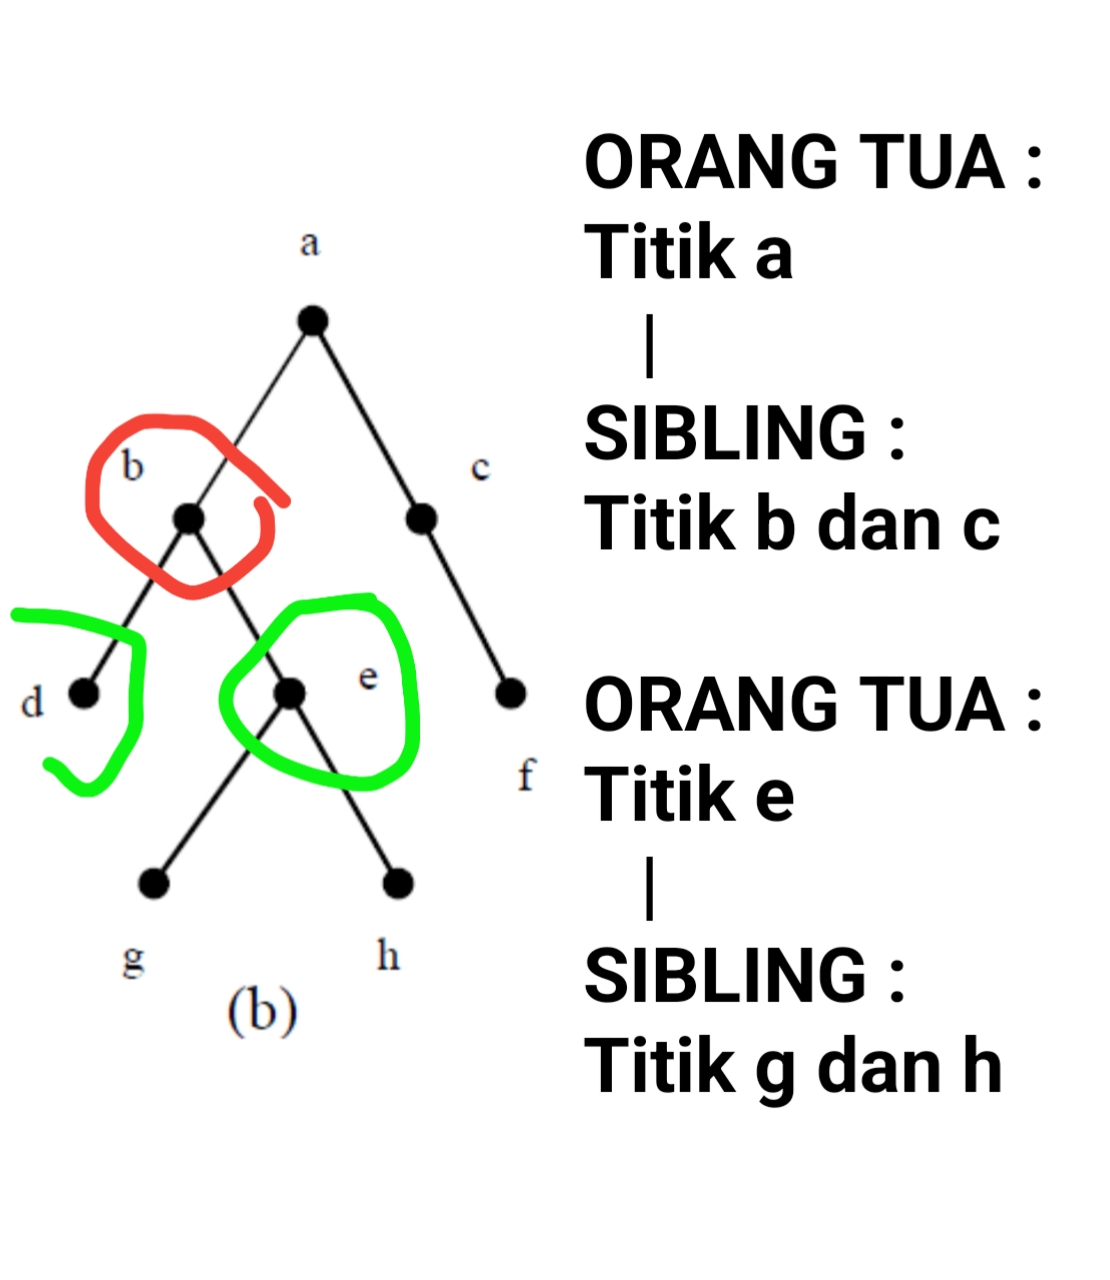 a
b
c
d
e
f
g
h
(b)
ORANG TUA :
Titik a
|
SIBLING :
Titik b dan c
ORANG TUA :
Titik e
|
SIBLING :
Titik g dan h